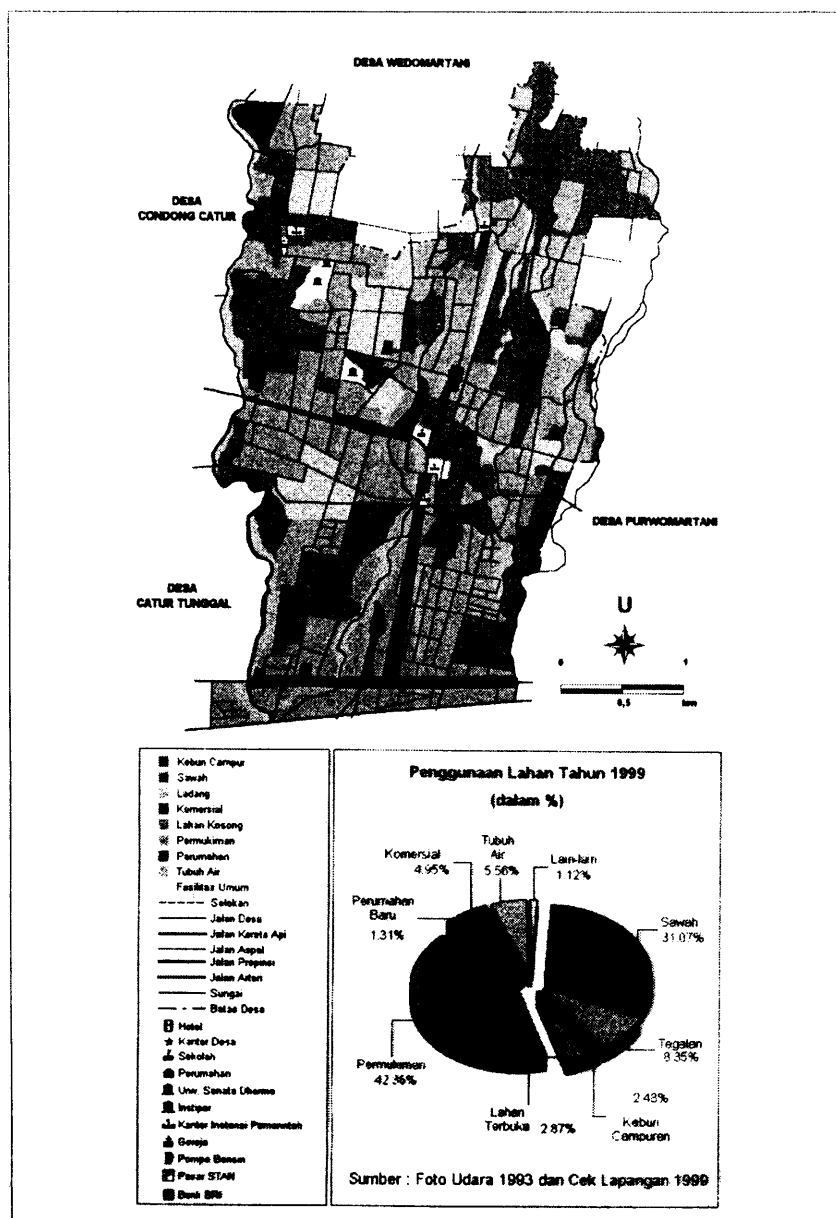 DESA WEDOMARTANI
DESA
CONDONG CATUR
DESA PURWOMARTANI
DESA
CATUR TUNGGAL
U
0 1
0,5 km
Kebun Campur
Sawah
Ladang
Komersial
Lahan Kosong
Permukiman
Perumahan
Tubuh Air
Fasilitas Umum
Selokan
Jalan Desa
Jalan Kereta Api
Jalan Aspal
Jalan Propinsi
Jalan Arteri
Sungai
Batas Desa
Hotel
Kantor Desa
Sekolah
Perumahan
Univ. Sanata Dharma
Instiper
Kantor Instansi Pemerintah
Gereja
Pompa Bensin
Pasar STAN
Bank BRI
Penggunaan Lahan Tahun 1999
(dalam %)
Tubuh
Air
5.56%
Komersial
4.95%
Lain-lain
1.12%
Perumahan
Baru
1.31%
Sawah
31.07%
Permukiman
42.36%
Tegalan
8.35%
Lahan
Terbuka 2.87%
2.43%
Kebun
Campuran
Sumber : Foto Udara 1993 dan Cek Lapangan 1999